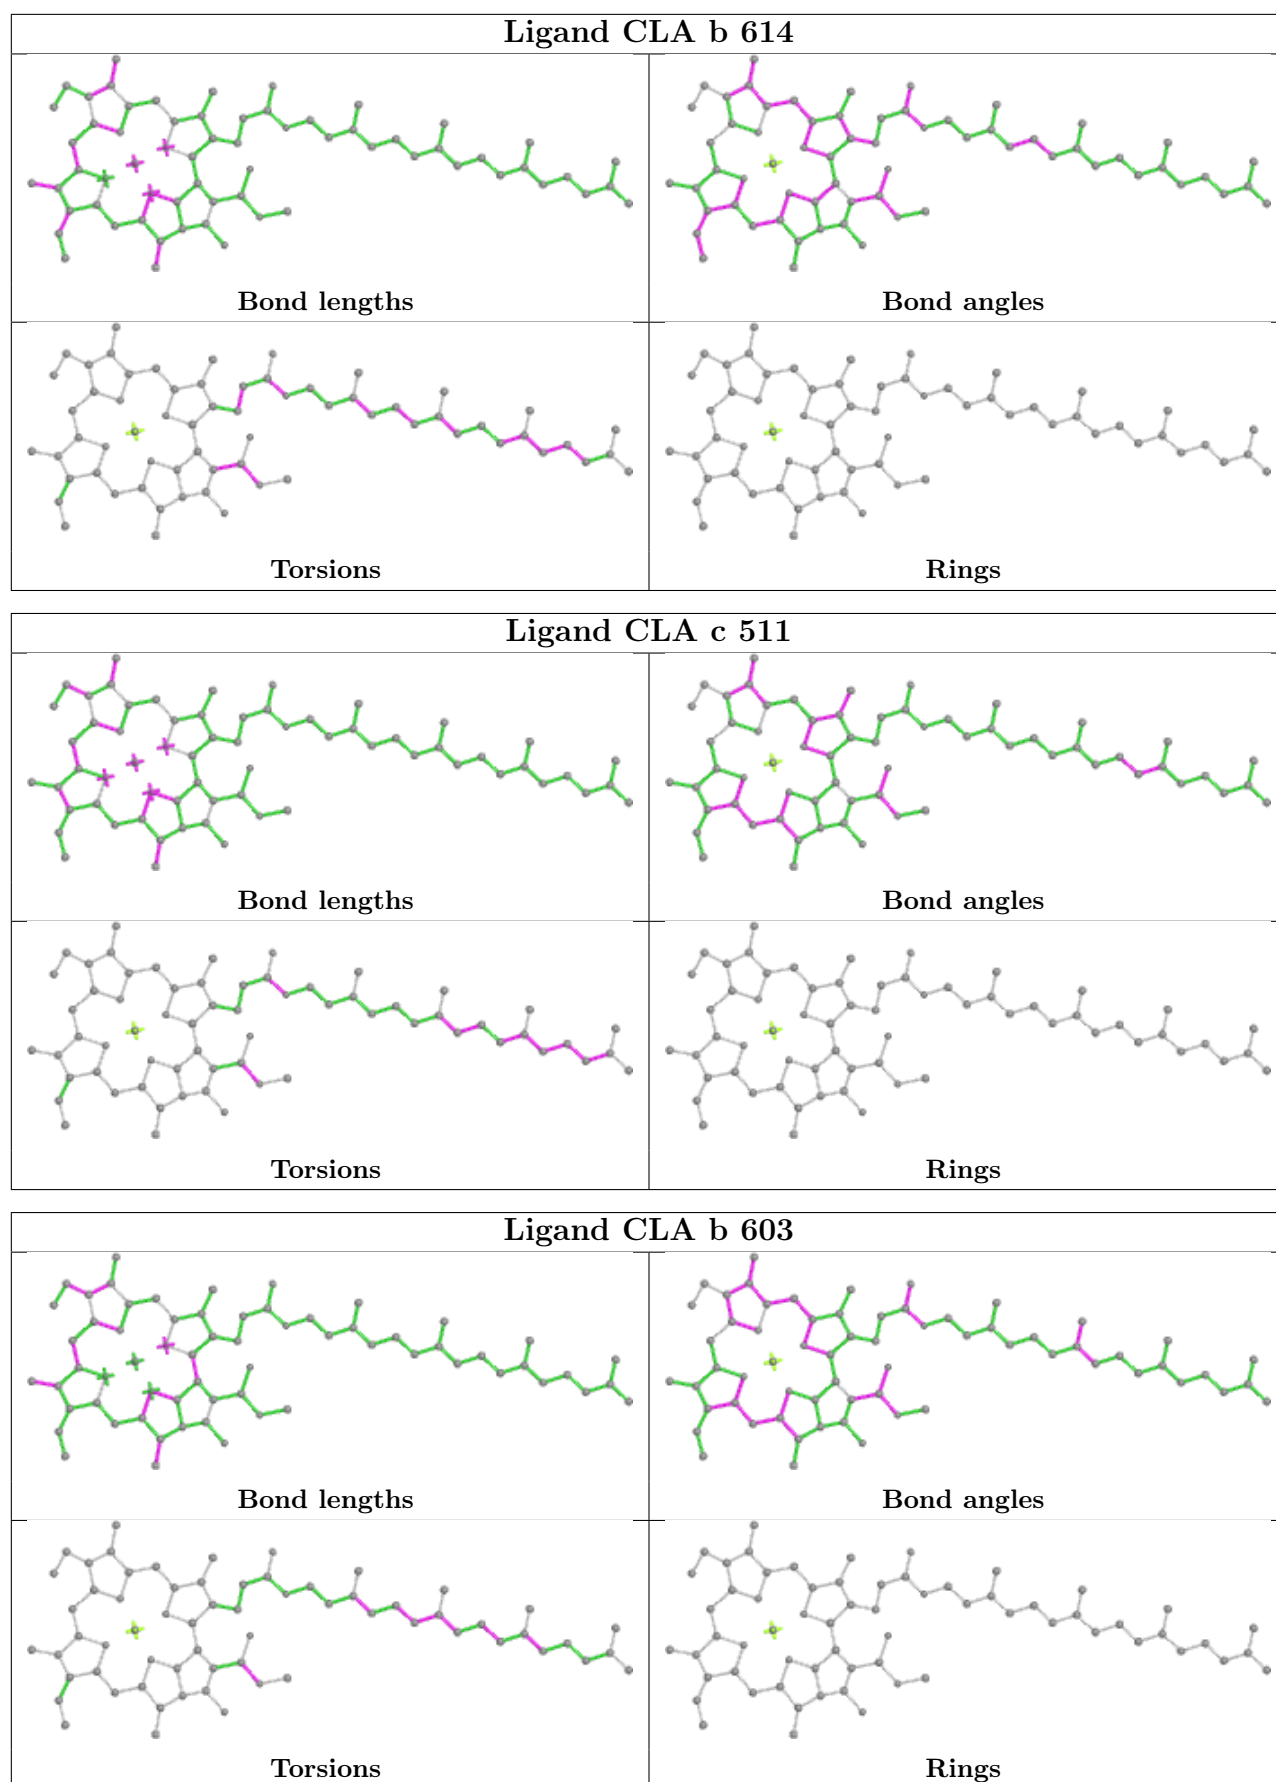 Ligand CLA b 614
Bond lengths
Bond angles
Torsions
Rings
Ligand CLA c 511
Bond lengths
Bond angles
Torsions
Rings
Ligand CLA b 603
Bond lengths
Bond angles
Torsions
Rings